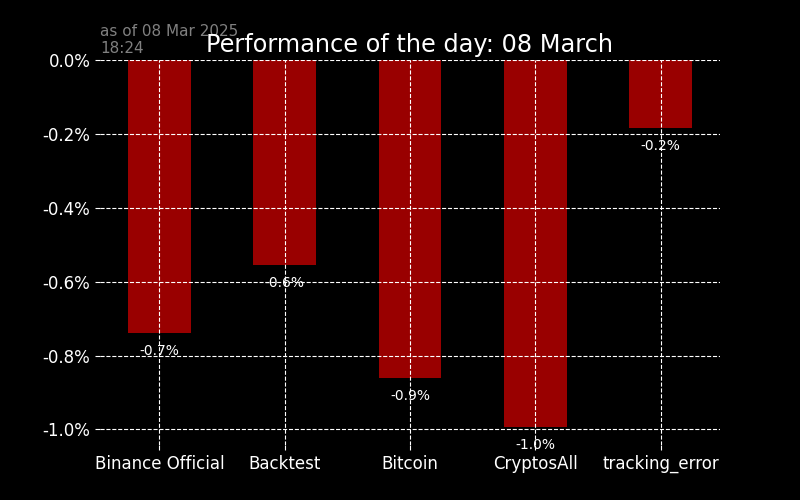 as of 08 Mar 2025
18:24
Performance of the day: 08 March
0.0%
-0.2%
-0.4%
-0.6%
-0.8%
-1.0%
-0.7%
-0.6%
-0.9%
-1.0%
-0.2%
Binance Official
Backtest
Bitcoin
CryptosAll
tracking_error